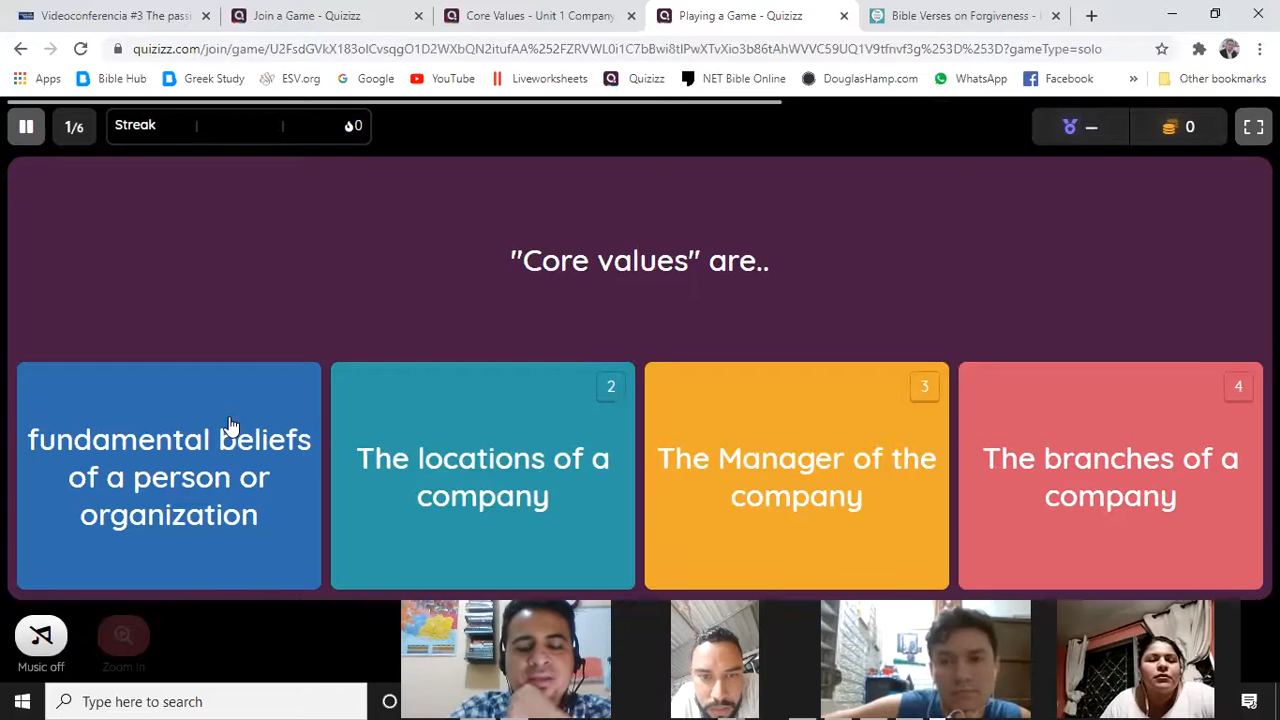 Videoconferencia #3 The passi
Join a Game - Quizizz
Core Values - Unit 1 Company
Playing a Game - Quizizz
Bible Verses on Forgiveness -
quizizz.com/join/game/U2FsdGVkX183olCvsqgO1D2WXbQN2itufAA%252FZRVWL0i1C7bBwi8tlPwXTVxio3b86tAhWVVC59UQ1V9tfnvf3g%253D%253D?gameType=solo
Apps
Bible Hub
Greek Study
ESV.org
Google
YouTube
Liveworksheets
Quizizz
NET Bible Online
DouglasHamp.com
WhatsApp
Facebook
»
Other bookmarks
1/6
Streak
0
–
0
"Core values" are..
fundamental beliefs
of a person or
organization
2
The locations of a
company
3
The Manager of the
company
4
The branches of a
company
Music off
Zoom In
Type here to search